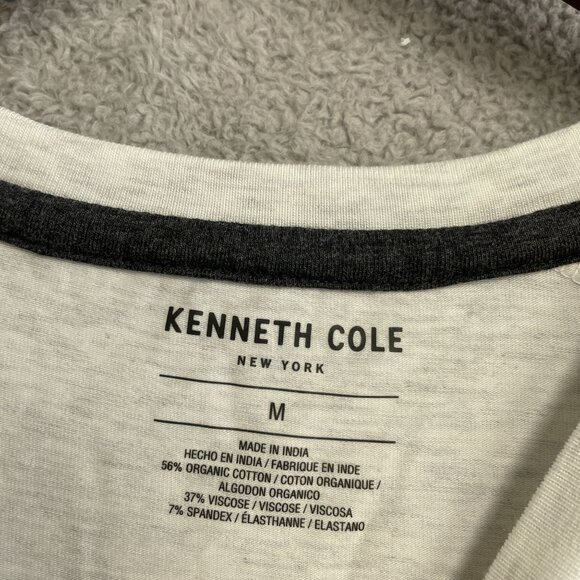 KENNETH COLE
NEW YORK
M
MADE IN INDIA
HECHO EN INDIA / FABRIQUE EN INDE
56% ORGANIC COTTON / COTON ORGANIQUE /
ALGODON ORGANICO
37% VISCOSE / VISCOSE / VISCOSA
7% SPANDEX / ÉLASTHANNE / ELASTANO